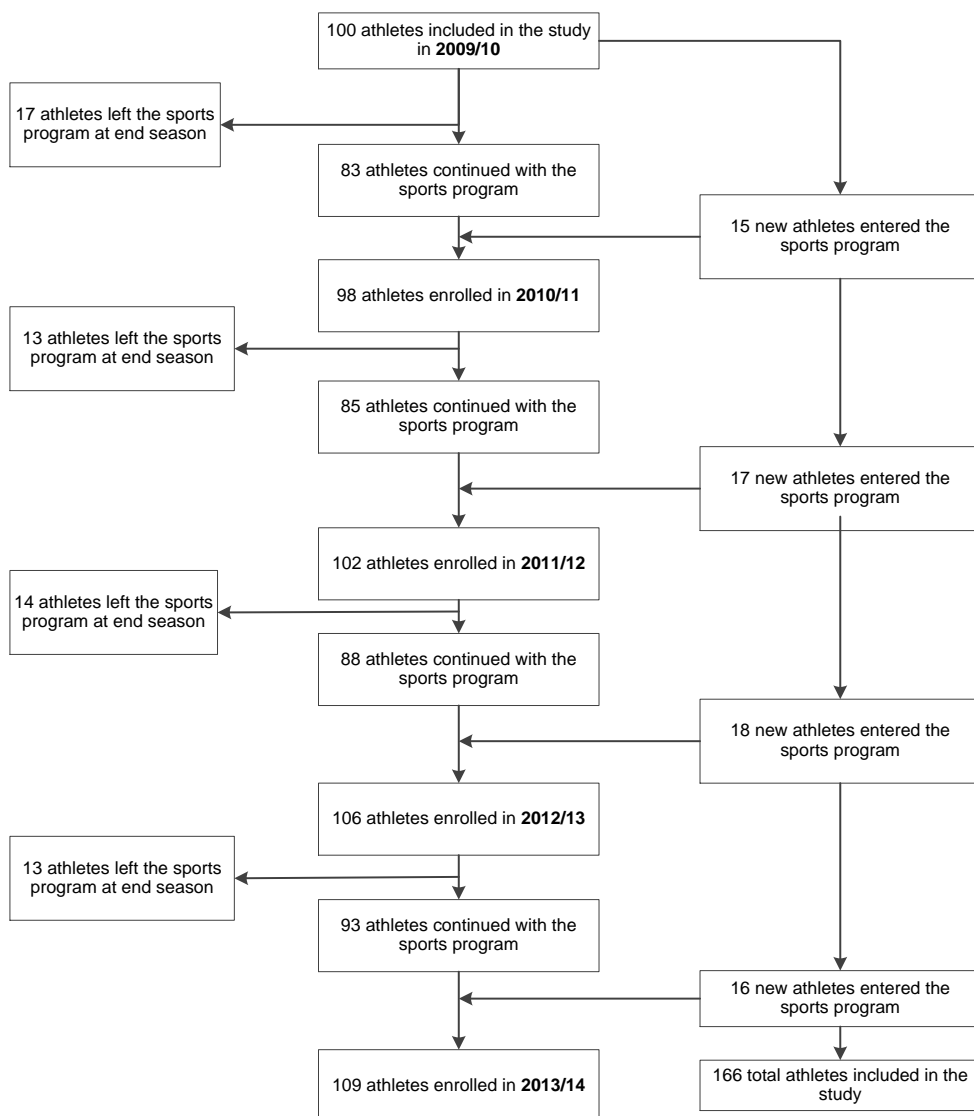 100 athletes included in the study
in 2009/10
17 athletes left the sports
program at end season
83 athletes continued with the
sports program
15 new athletes entered the
sports program
98 athletes enrolled in 2010/11
13 athletes left the sports
program at end season
85 athletes continued with the
sports program
17 new athletes entered the
sports program
102 athletes enrolled in 2011/12
14 athletes left the sports
program at end season
88 athletes continued with the
sports program
18 new athletes entered the
sports program
106 athletes enrolled in 2012/13
13 athletes left the sports
program at end season
93 athletes continued with the
sports program
16 new athletes entered the
sports program
109 athletes enrolled in 2013/14
166 total athletes included in the
study